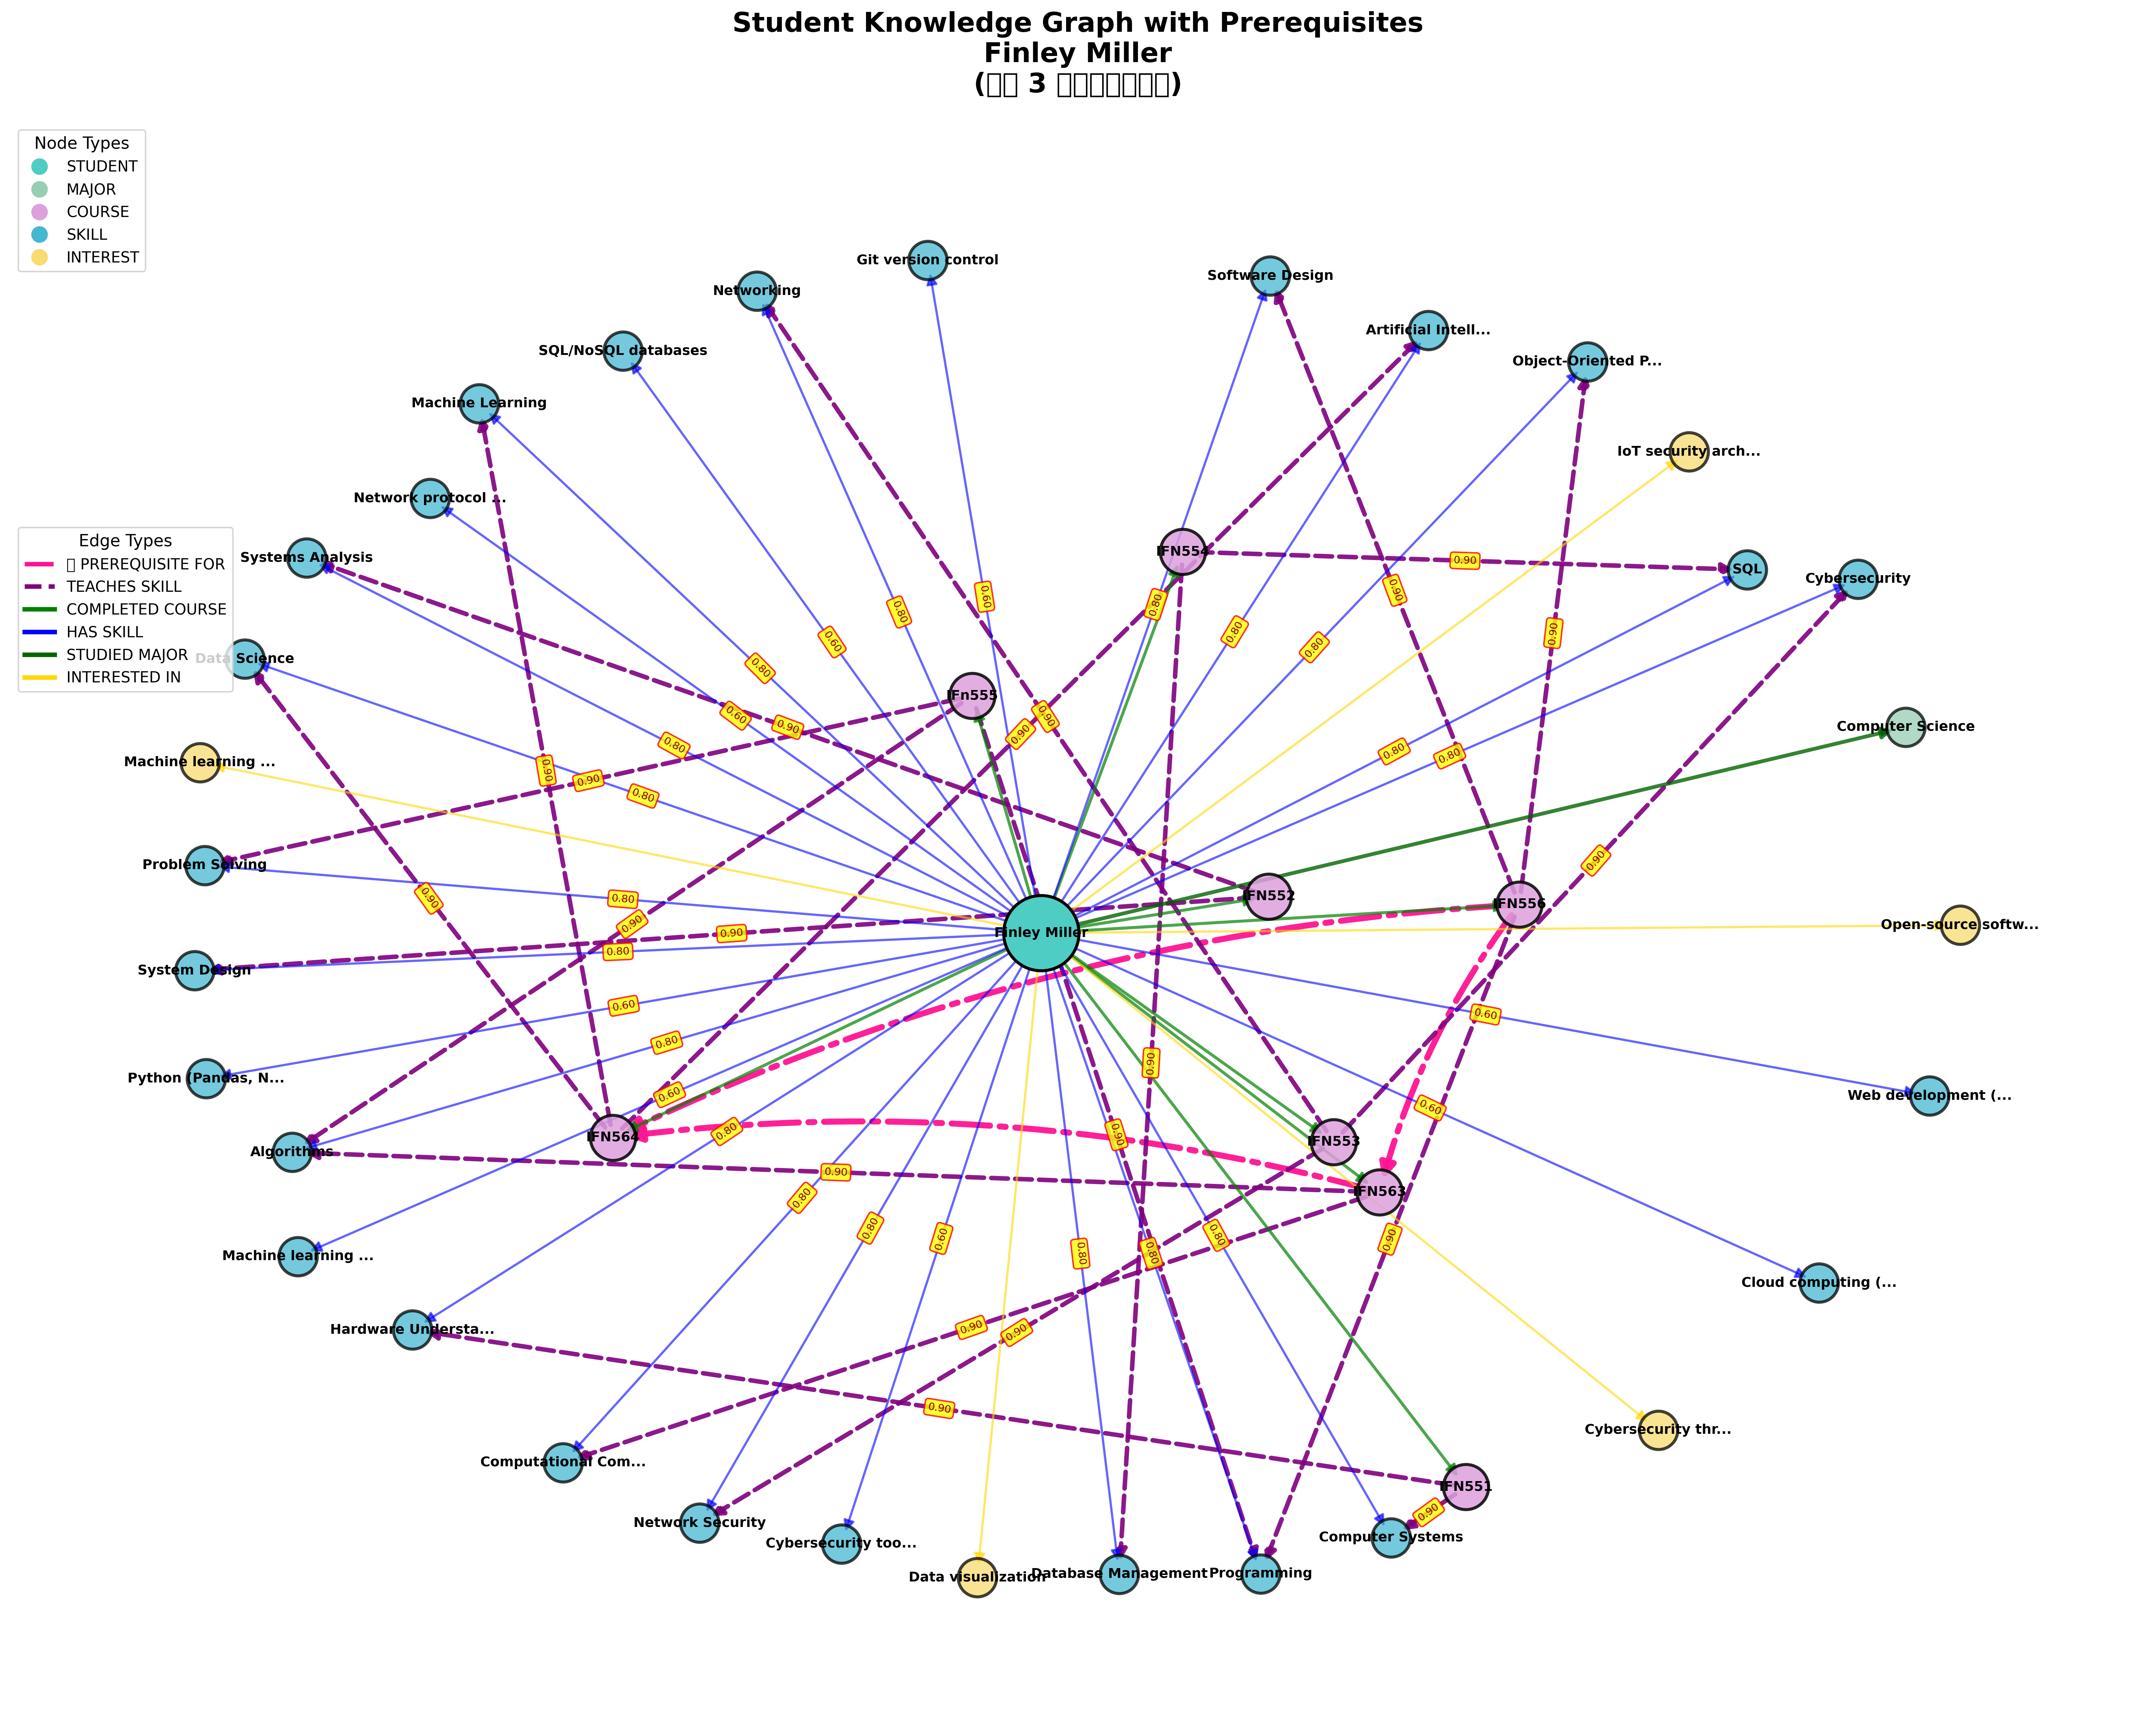 Student Knowledge Graph with Prerequisites
Finley Miller
( 3 )
Node Types
STUDENT
MAJOR
COURSE
SKILL
INTEREST
Edge Types
PREREQUISITE FOR
TEACHES SKILL
COMPLETED COURSE
HAS SKILL
STUDIED MAJOR
INTERESTED IN
Git version control
Software Design
Networking
Artificial Intell...
SQL/NoSQL databases
Object-Oriented P...
Machine Learning
IoT security arch...
Network protocol ...
Systems Analysis
IFN554
0.90
SQL
Cybersecurity
0.60
0.90
0.80
0.80
0.80
0.90
0.60
0.80
0.80
Data Science
0.80
IFn555
0.60
0.90
0.90
0.90
0.80
0.80
0.80
Computer Science
Machine learning ...
0.90
0.90
0.80
Problem Solving
0.90
0.80
0.90
IFN552
IFN556
0.90
0.90
Finley Miller
Open-source softw...
0.80
System Design
0.60
0.60
0.80
0.90
Python (Pandas, N...
0.60
Web development (...
0.60
0.80
0.90
IFN564
IFN553
Algorithms
0.90
IFN563
0.80
0.80
0.80
0.60
0.80
0.80
0.90
Machine learning ...
Cloud computing (...
Hardware Understa...
0.90
0.90
0.90
Cybersecurity thr...
Computational Com...
IFN551
0.90
Network Security
Computer Systems
Cybersecurity too...
Data visualization
Database Management
Programming